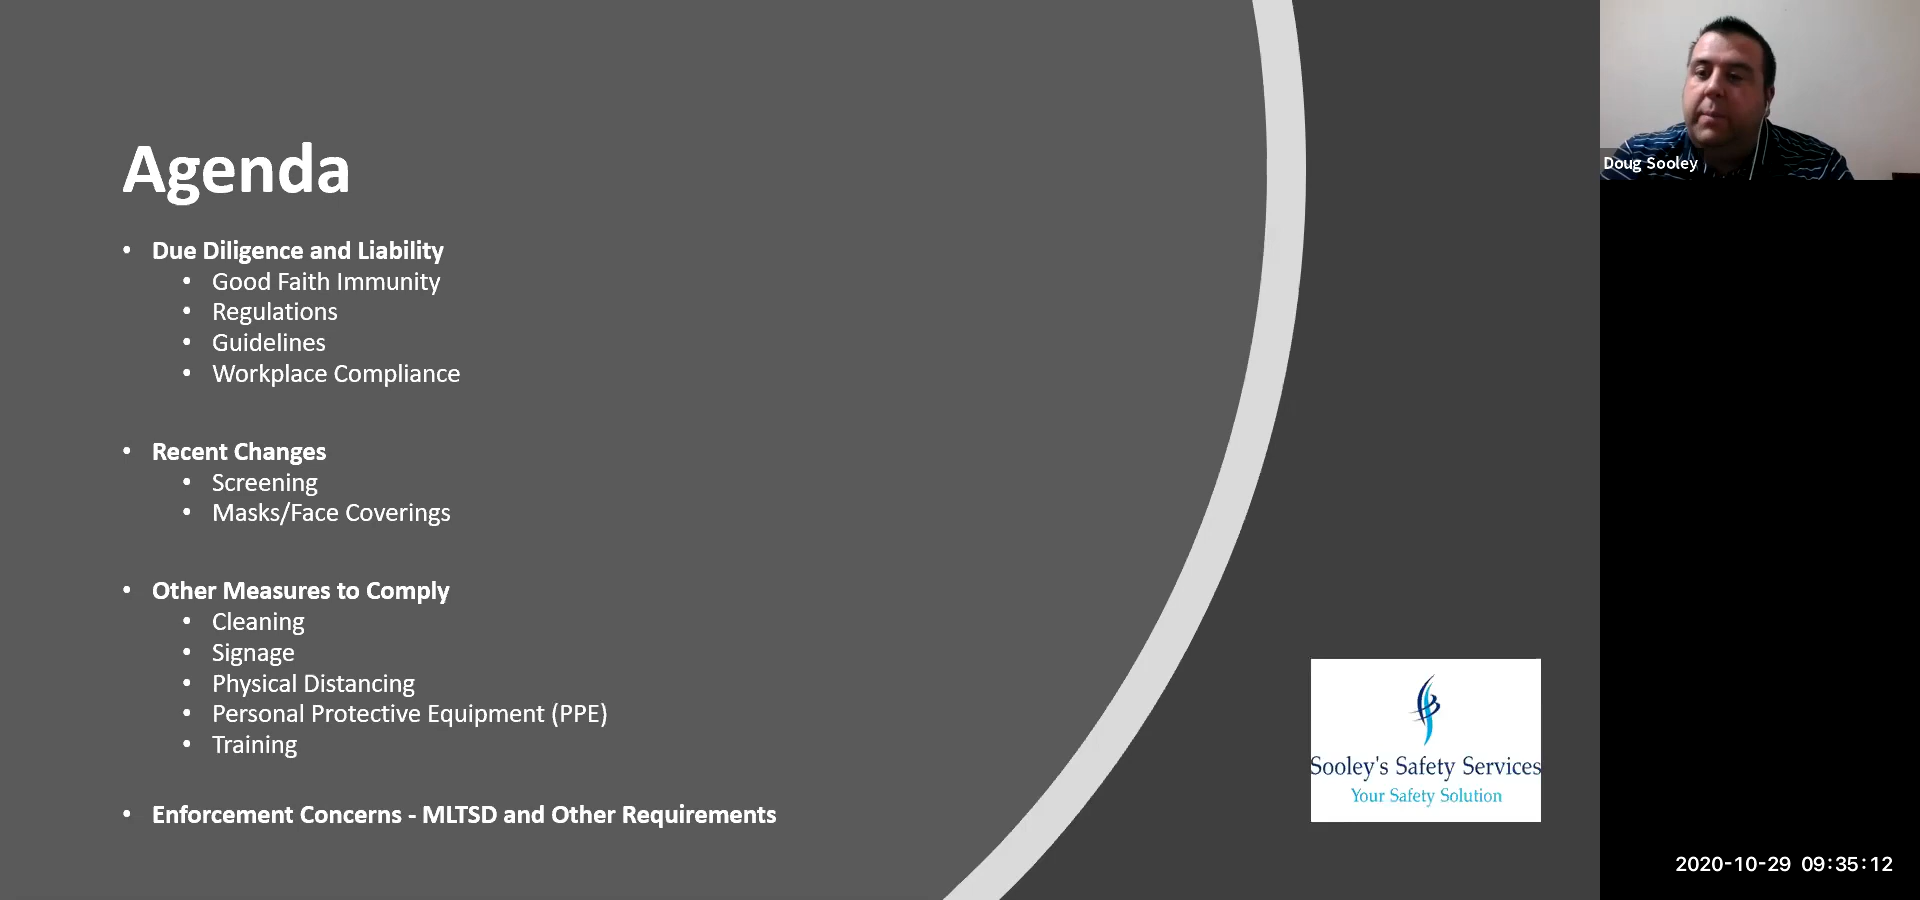 Agenda
• Due Diligence and Liability
• Good Faith Immunity
• Regulations
• Guidelines
• Workplace Compliance
• Recent Changes
• Screening
• Masks/Face Coverings
• Other Measures to Comply
• Cleaning
• Signage
• Physical Distancing
• Personal Protective Equipment (PPE)
• Training
• Enforcement Concerns - MLTSD and Other Requirements
Sooley's Safety Services
Your Safety Solution
Doug Sooley
2020-10-29 09:35:12